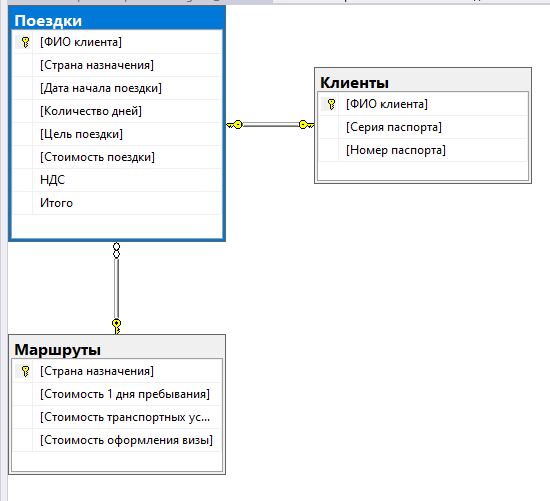 Поездки
[ФИО клиента]
[Страна назначения]
[Дата начала поездки]
[Количество дней]
[Цель поездки]
[Стоимость поездки]
НДС
Итого
Клиенты
[ФИО клиента]
[Серия паспорта]
[Номер паспорта]
Маршруты
[Страна назначения]
[Стоимость 1 дня пребывания]
[Стоимость транспортных ус...
[Стоимость оформления визы]